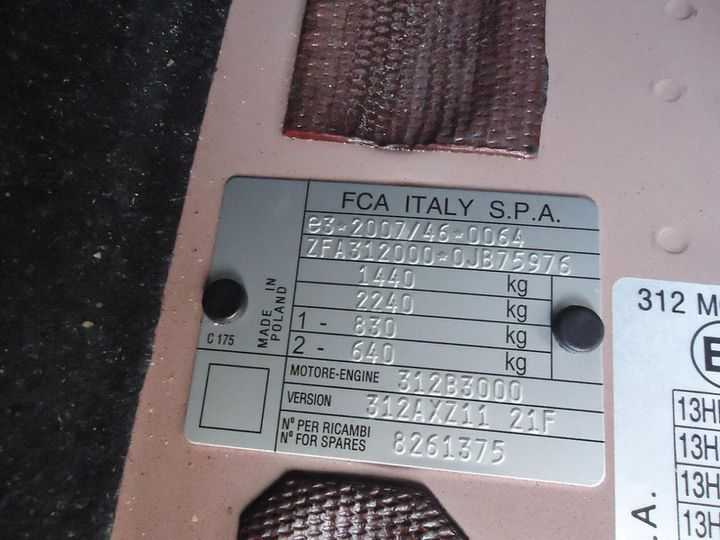 FCA ITALY S.P.A.
e3*2007/46*0064
ZFA312000*0JB75976
1440 kg
2240 kg
1 - 830 kg
2 - 640 kg
MADE IN
POLAND
C 175
MOTORE-ENGINE 312B3000
VERSION 312AXZ11 21F
Nº PER RICAMBI
Nº FOR SPARES 8261375
312 M
E
13H
13H
13H
13H
.A.